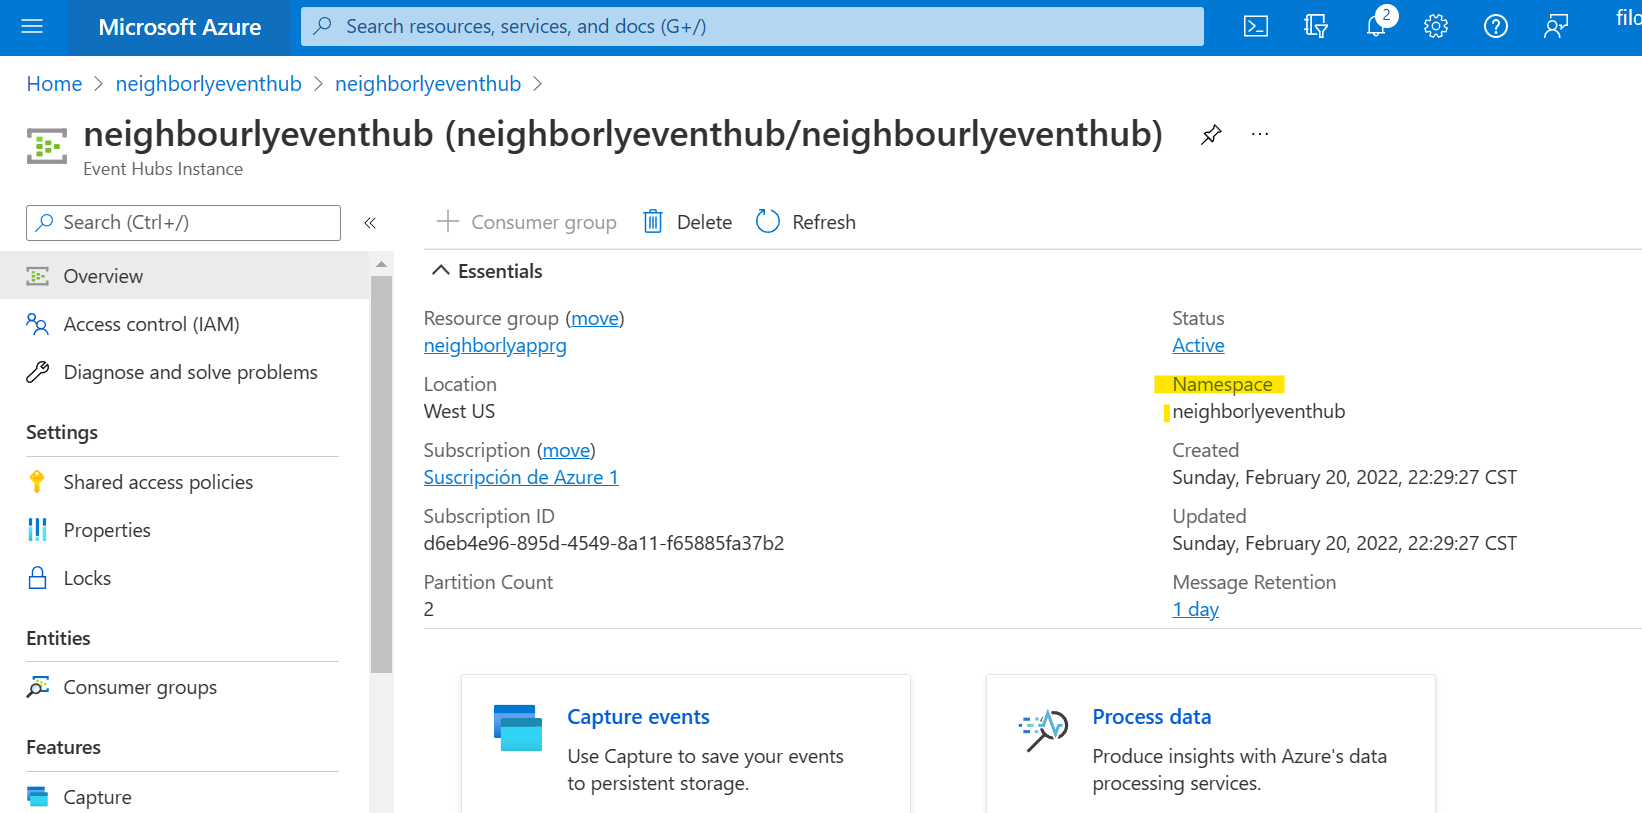 Microsoft Azure
Search resources, services, and docs (G+/)
2
filo
Home > neighborlyeventhub > neighborlyeventhub >
neighbourlyeventhub (neighborlyeventhub/neighbourlyeventhub)
...
Event Hubs Instance
Search (Ctrl+/)
«
+ Consumer group
Delete
Refresh
Overview
Access control (IAM)
Diagnose and solve problems
Settings
Shared access policies
Properties
Locks
Entities
Consumer groups
Features
Capture
Essentials
Resource group (move)
neighborlyapprg
Location
West US
Subscription (move)
Suscripción de Azure 1
Subscription ID
d6eb4e96-895d-4549-8a11-f65885fa37b2
Partition Count
2
Status
Active
Namespace
neighborlyeventhub
Created
Sunday, February 20, 2022, 22:29:27 CST
Updated
Sunday, February 20, 2022, 22:29:27 CST
Message Retention
1 day
Capture events
Use Capture to save your events
to persistent storage.
Process data
Produce insights with Azure's data
processing services.